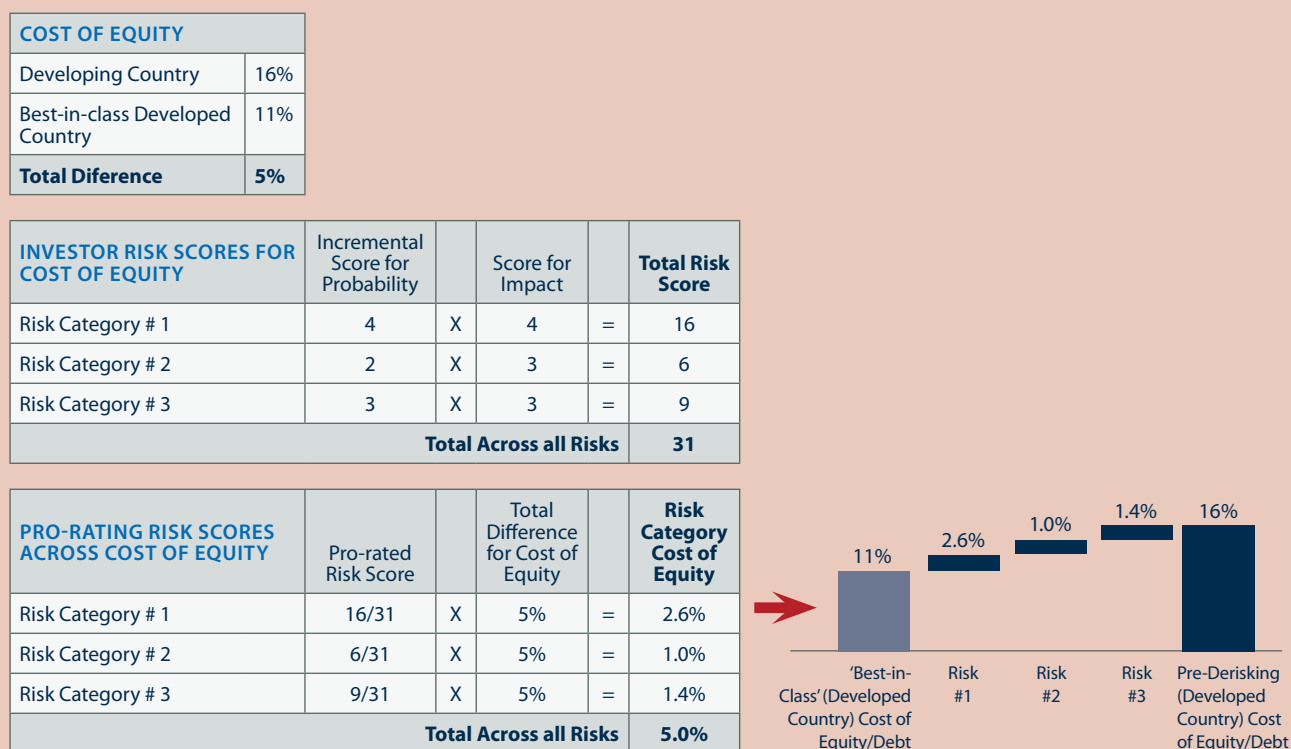 COST OF EQUITY
Developing Country 16%
Best-in-class Developed 11%
Country
Total Diference 5%
INVESTOR RISK SCORES FOR
COST OF EQUITY
Incremental
Score for
Probability
Score for
Impact
Total Risk
Score
Risk Category # 1 4 X 4 = 16
Risk Category # 2 2 X 3 = 6
Risk Category # 3 3 X 3 = 9
Total Across all Risks 31
PRO-RATING RISK SCORES
ACROSS COST OF EQUITY
Pro-rated
Risk Score
Total
Difference
for Cost of
Equity
Risk
Category
Cost of
Equity
Risk Category # 1 16/31 X 5% = 2.6%
Risk Category # 2 6/31 X 5% = 1.0%
Risk Category # 3 9/31 X 5% = 1.4%
Total Across all Risks 5.0%
11%
2.6%
1.0%
1.4%
16%
'Best-in-
Class' (Developed
Country) Cost of
Equity/Debt
Risk
#1
Risk
#2
Risk
#3
Pre-Derisking
(Developed
Country) Cost
of Equity/Debt